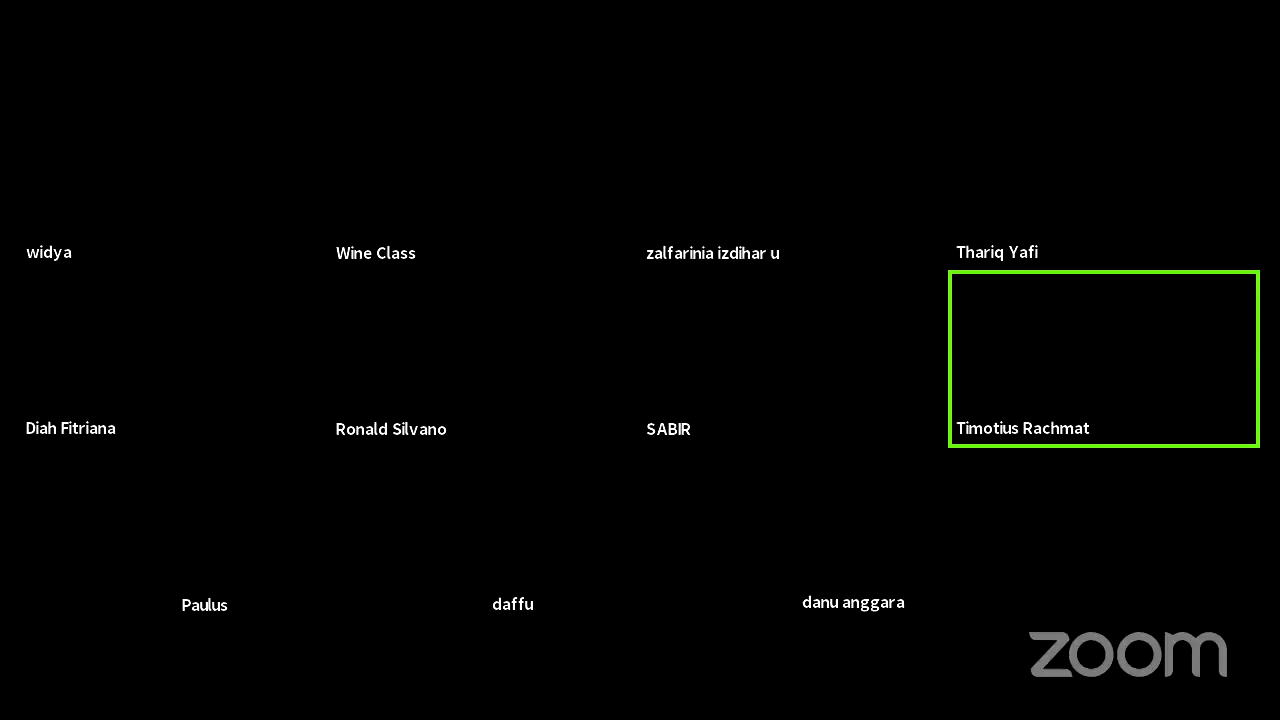 widya
Wine Class
zalfarinia izdihar u
Thariq Yafi
Diah Fitriana
Ronald Silvano
SABIR
Timotius Rachmat
Paulus
daffu
danu anggara
zoom